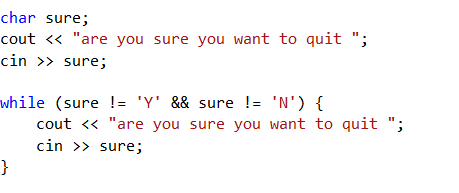 char sure;
cout << "are you sure you want to quit ";
cin >> sure;
while (sure != 'Y' && sure != 'N') {
cout << "are you sure you want to quit ";
cin >> sure;
}